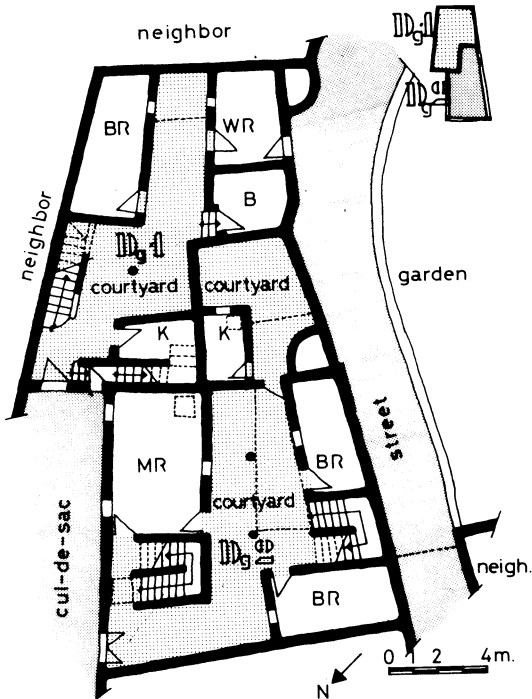 neighbor
BR
WR
B
neighbor
courtyard
courtyard
garden
K
K
MR
BR
street
courtyard
cul-de-sac
BR
neigh.
0 1 2 4m.
N